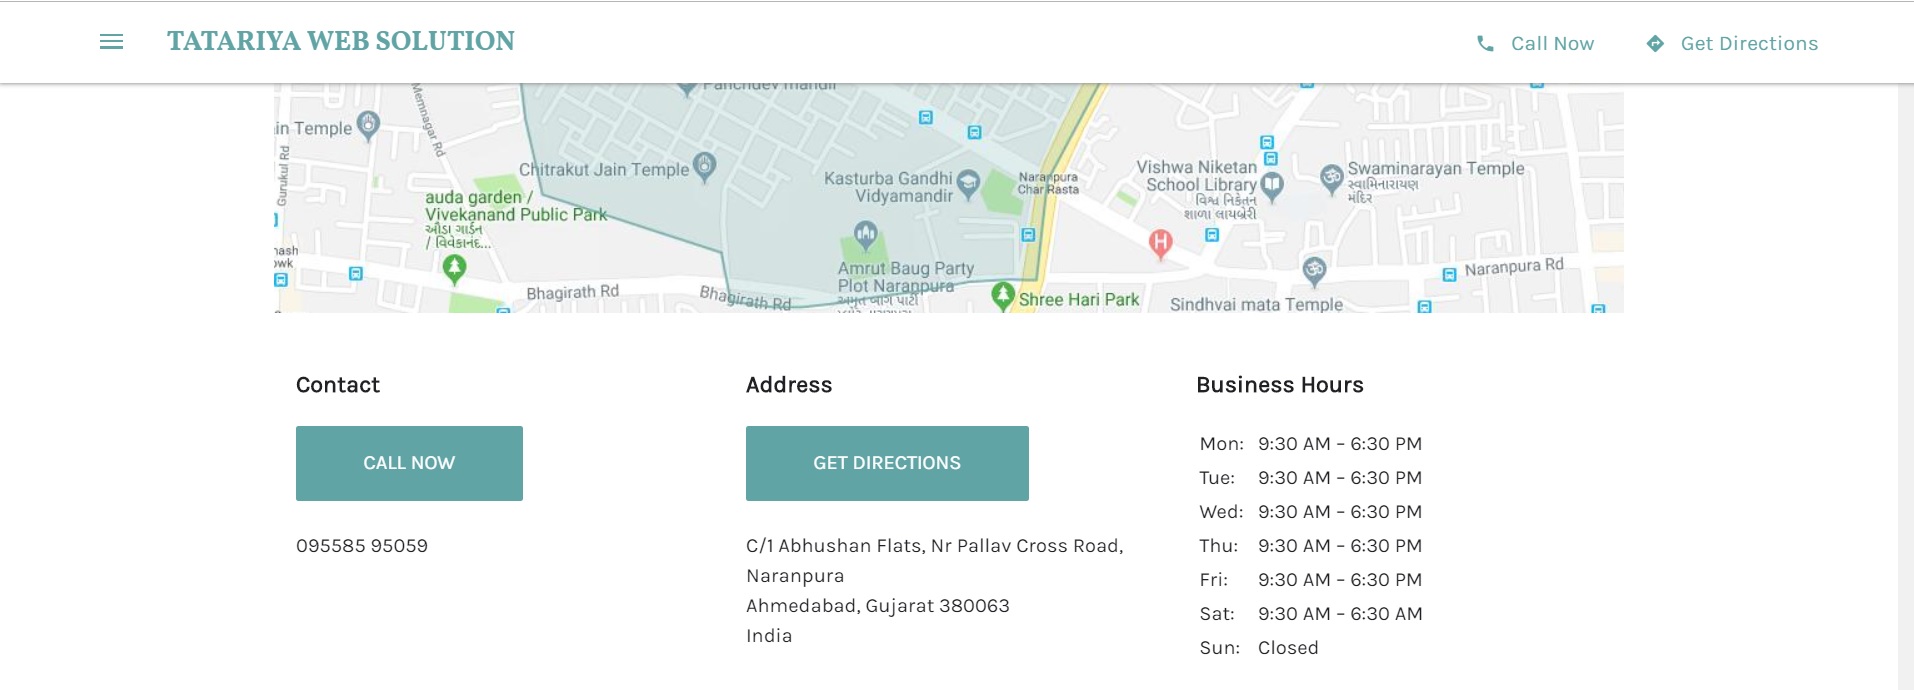 TATARIYA WEB SOLUTION
Call Now
Get Directions
Panchdev mandir
in Temple
Memnagar Rd
Gurukul Rd
Chitrakut Jain Temple
auda garden /
Vivekanand Public Park
ઔડા ગાર્ડન
/ વિવેકાનંદ...
Kasturba Gandhi
Vidyamandir
Naranpura
Char Rasta
Vishwa Niketan
School Library
વિશ્વ નિકેતન
શાળા લાયબ્રેરી
Swaminarayan Temple
સ્વામિનારાયણ
મંદિર
H
nash
owk
Amrut Baug Party
Plot Naranpura
અમૃત બાગ પાર્ટી
Bhagirath Rd
Bhagirath Rd
Shree Hari Park
Naranpura Rd
Sindhvai mata Temple
Contact
CALL NOW
095585 95059
Address
GET DIRECTIONS
C/1 Abhushan Flats, Nr Pallav Cross Road,
Naranpura
Ahmedabad, Gujarat 380063
India
Business Hours
Mon: 9:30 AM – 6:30 PM
Tue: 9:30 AM – 6:30 PM
Wed: 9:30 AM – 6:30 PM
Thu: 9:30 AM – 6:30 PM
Fri: 9:30 AM – 6:30 PM
Sat: 9:30 AM – 6:30 AM
Sun: Closed